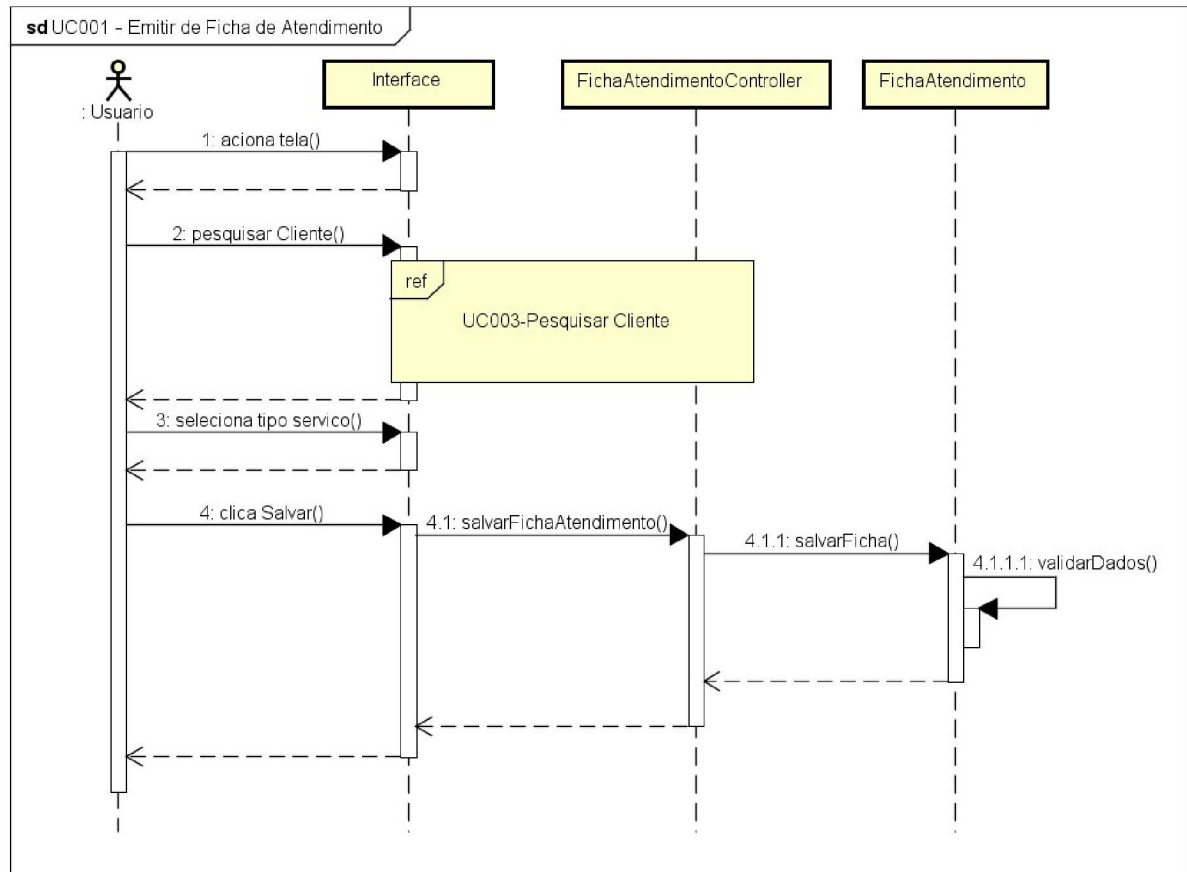 sd UC001 - Emitir de Ficha de Atendimento
: Usuario
Interface
FichaAtendimentoController
FichaAtendimento
1: aciona tela()
2: pesquisar Cliente()
ref
UC003-Pesquisar Cliente
3: seleciona tipo servico()
4: clica Salvar()
4.1: salvarFichaAtendimento()
4.1.1: salvarFicha()
4.1.1.1: validarDados()